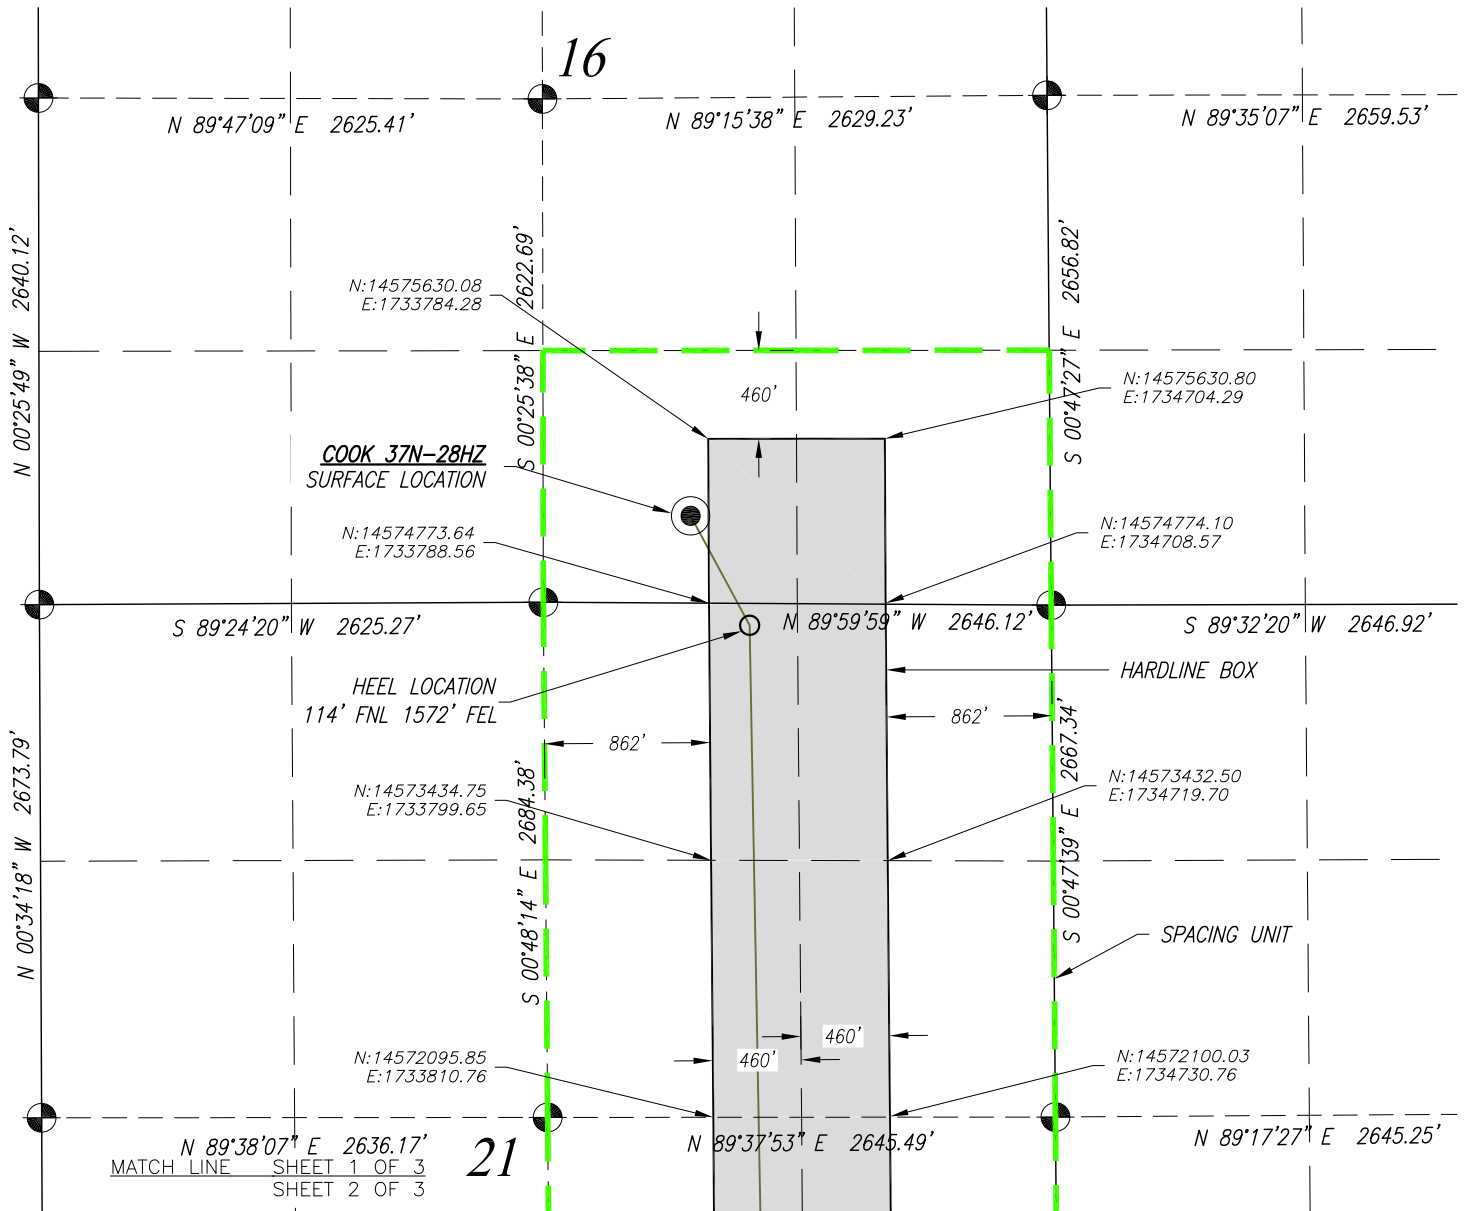 16
N 89°47'09" E 2625.41'
N 89°15'38" E 2629.23'
N 89°35'07" E 2659.53'
N 00°25'49" W 2640.12'
S 00°25'38" E 2622.69'
S 00°47'27" E 2656.82'
N:14575630.08
E:1733784.28
460'
N:14575630.80
E:1734704.29
COOK 37N-28HZ
SURFACE LOCATION
N:14574773.64
E:1733788.56
N:14574774.10
E:1734708.57
S 89°24'20" W 2625.27'
N 89°59'59" W 2646.12'
S 89°32'20" W 2646.92'
HEEL LOCATION
114' FNL 1572' FEL
HARDLINE BOX
862'
862'
N 00°34'18" W 2673.79'
S 00°48'14" E 2684.38'
S 00°47'39" E 2667.34'
N:14573434.75
E:1733799.65
N:14573432.50
E:1734719.70
SPACING UNIT
460'
460'
N:14572095.85
E:1733810.76
N:14572100.03
E:1734730.76
N 89°38'07" E 2636.17'
21
N 89°37'53" E 2645.49'
N 89°17'27" E 2645.25'
MATCH LINE SHEET 1 OF 3
SHEET 2 OF 3